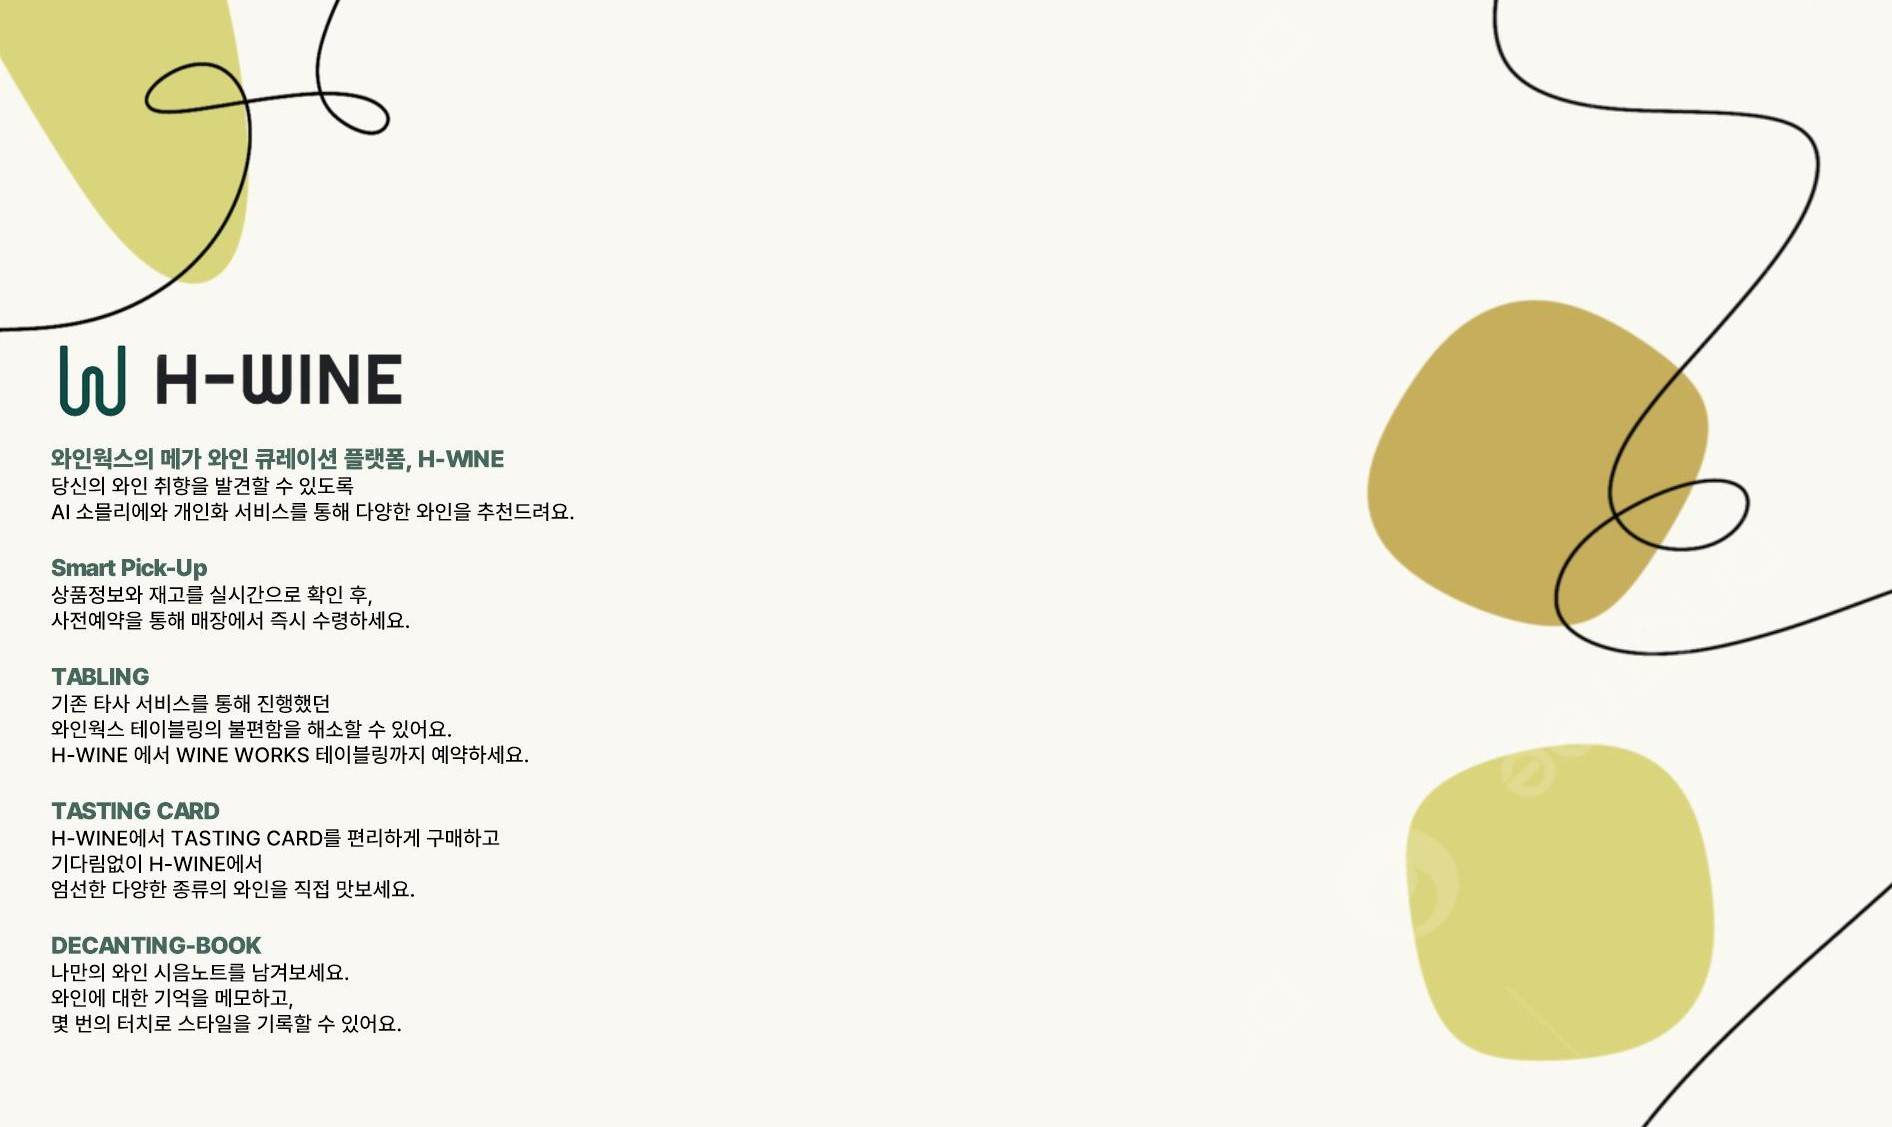 H-WINE
와인웍스의 메가 와인 큐레이션 플랫폼, H-WINE
당신의 와인 취향을 발견할 수 있도록
AI 소믈리에와 개인화 서비스를 통해 다양한 와인을 추천드려요.
Smart Pick-Up
상품정보와 재고를 실시간으로 확인 후,
사전예약을 통해 매장에서 즉시 수령하세요.
TABLING
기존 타사 서비스를 통해 진행했던
와인웍스 테이블링의 불편함을 해소할 수 있어요.
H-WINE 에서 WINE WORKS 테이블링까지 예약하세요.
TASTING CARD
H-WINE에서 TASTING CARD를 편리하게 구매하고
기다림없이 H-WINE에서
엄선한 다양한 종류의 와인을 직접 맛보세요.
DECANTING-BOOK
나만의 와인 시음노트를 남겨보세요.
와인에 대한 기억을 메모하고,
몇 번의 터치로 스타일을 기록할 수 있어요.